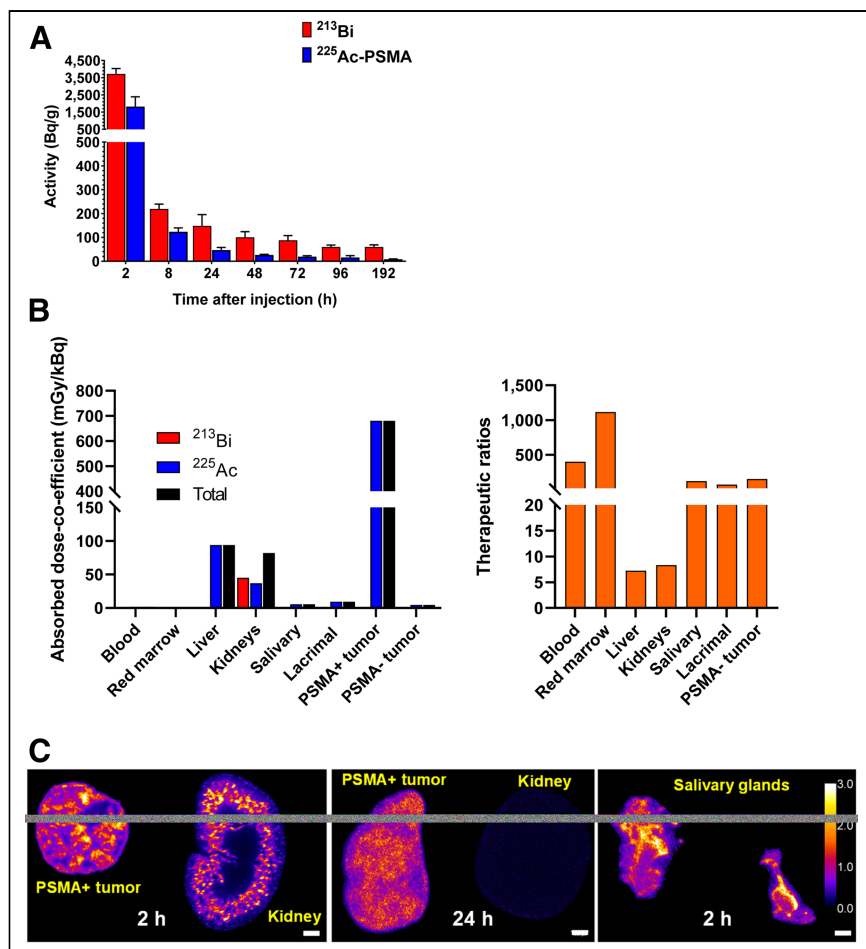 A
²¹³Bi
²²⁵Ac-PSMA
Activity (Bq/g)
4,500
3,500
2,500
1,500
500
500
400
300
200
100
0
2 8 24 48 72 96 192
Time after injection (h)
B
Absorbed dose-co-efficient (mGy/kBq)
800
700
600
500
400
150
100
50
0
²¹³Bi
²²⁵Ac
Total
Blood
Red marrow
Liver
Kidneys
Salivary
Lacrimal
PSMA+ tumor
PSMA- tumor
Therapeutic ratios
1,500
1,000
500
20
15
10
5
0
Blood
Red marrow
Liver
Kidneys
Salivary
Lacrimal
PSMA- tumor
C
PSMA+ tumor
2 h
Kidney
PSMA+ tumor
Kidney
24 h
Salivary glands
2 h
3.0
2.0
1.0
0.0